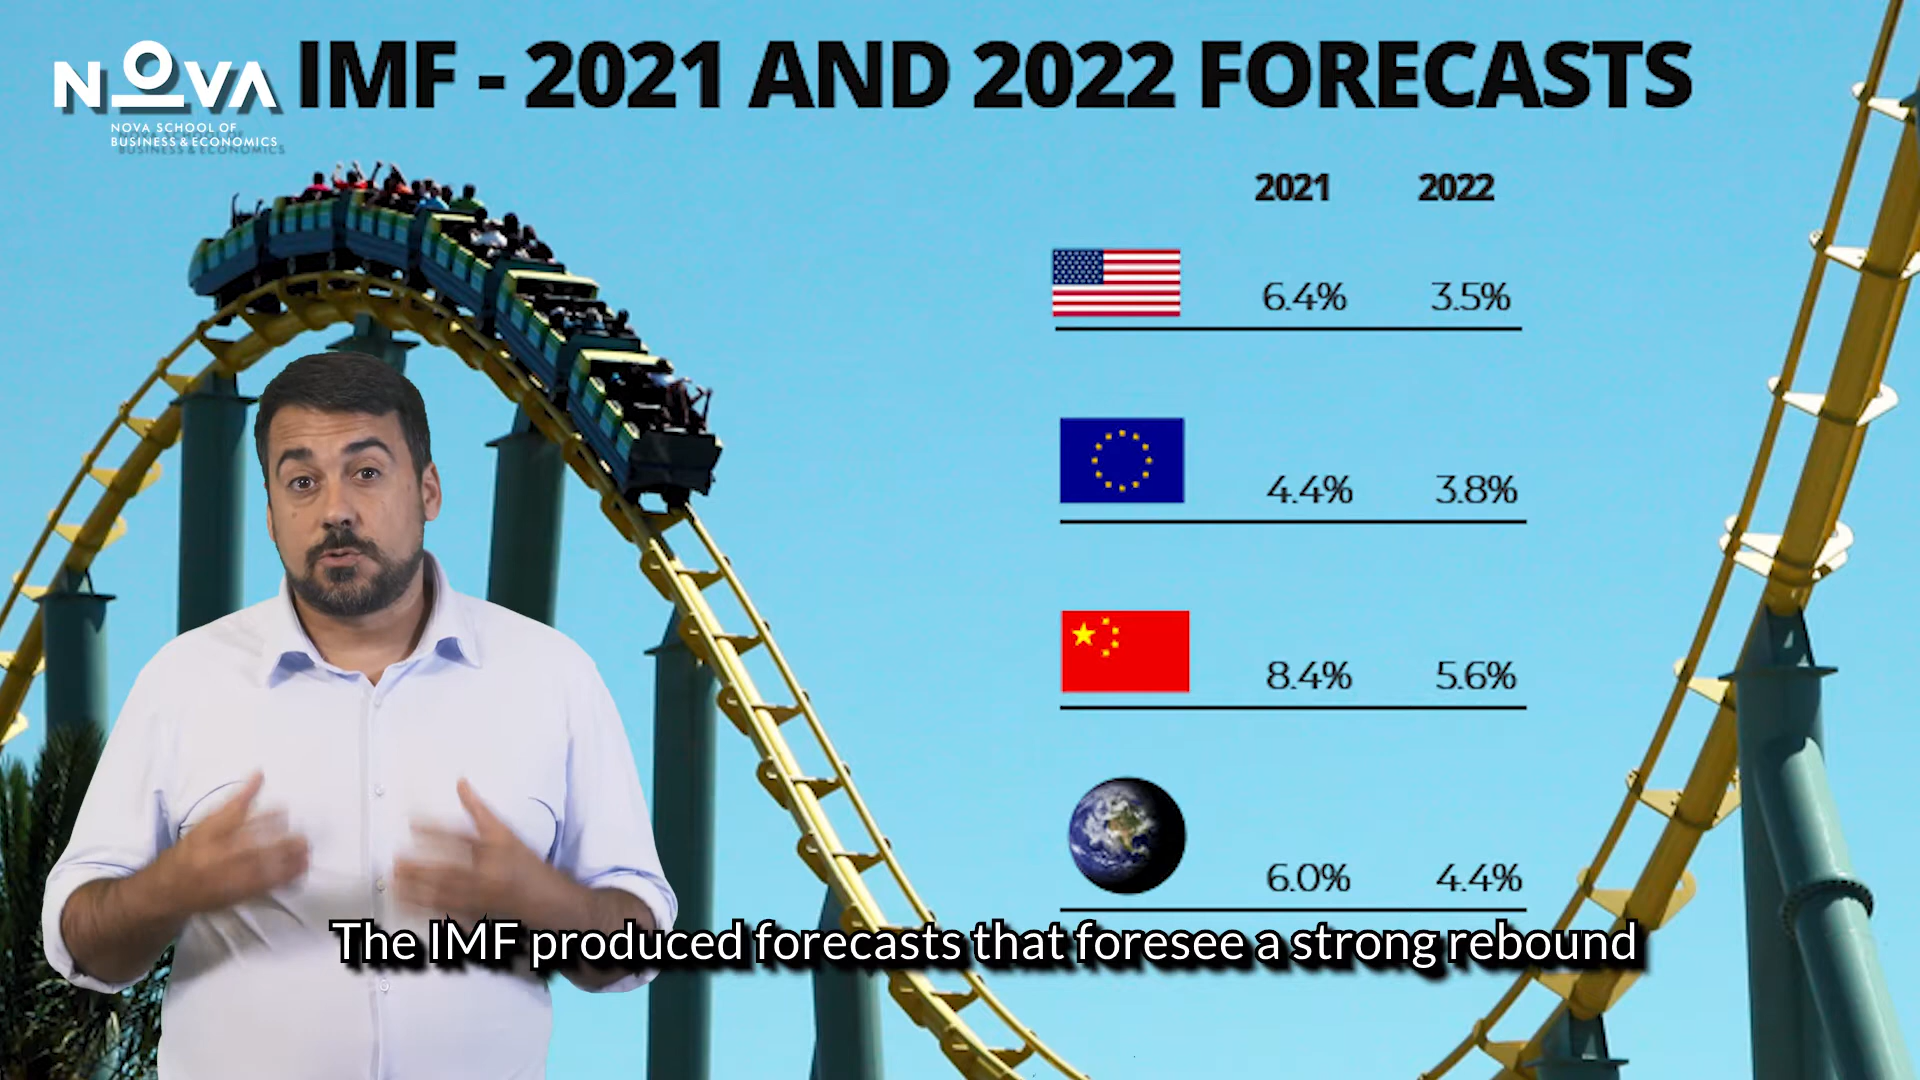 NOVA
NOVA SCHOOL OF
BUSINESS & ECONOMICS
IMF - 2021 AND 2022 FORECASTS
2021 2022
6.4% 3.5%
4.4% 3.8%
8.4% 5.6%
6.0% 4.4%
The IMF produced forecasts that foresee a strong rebound